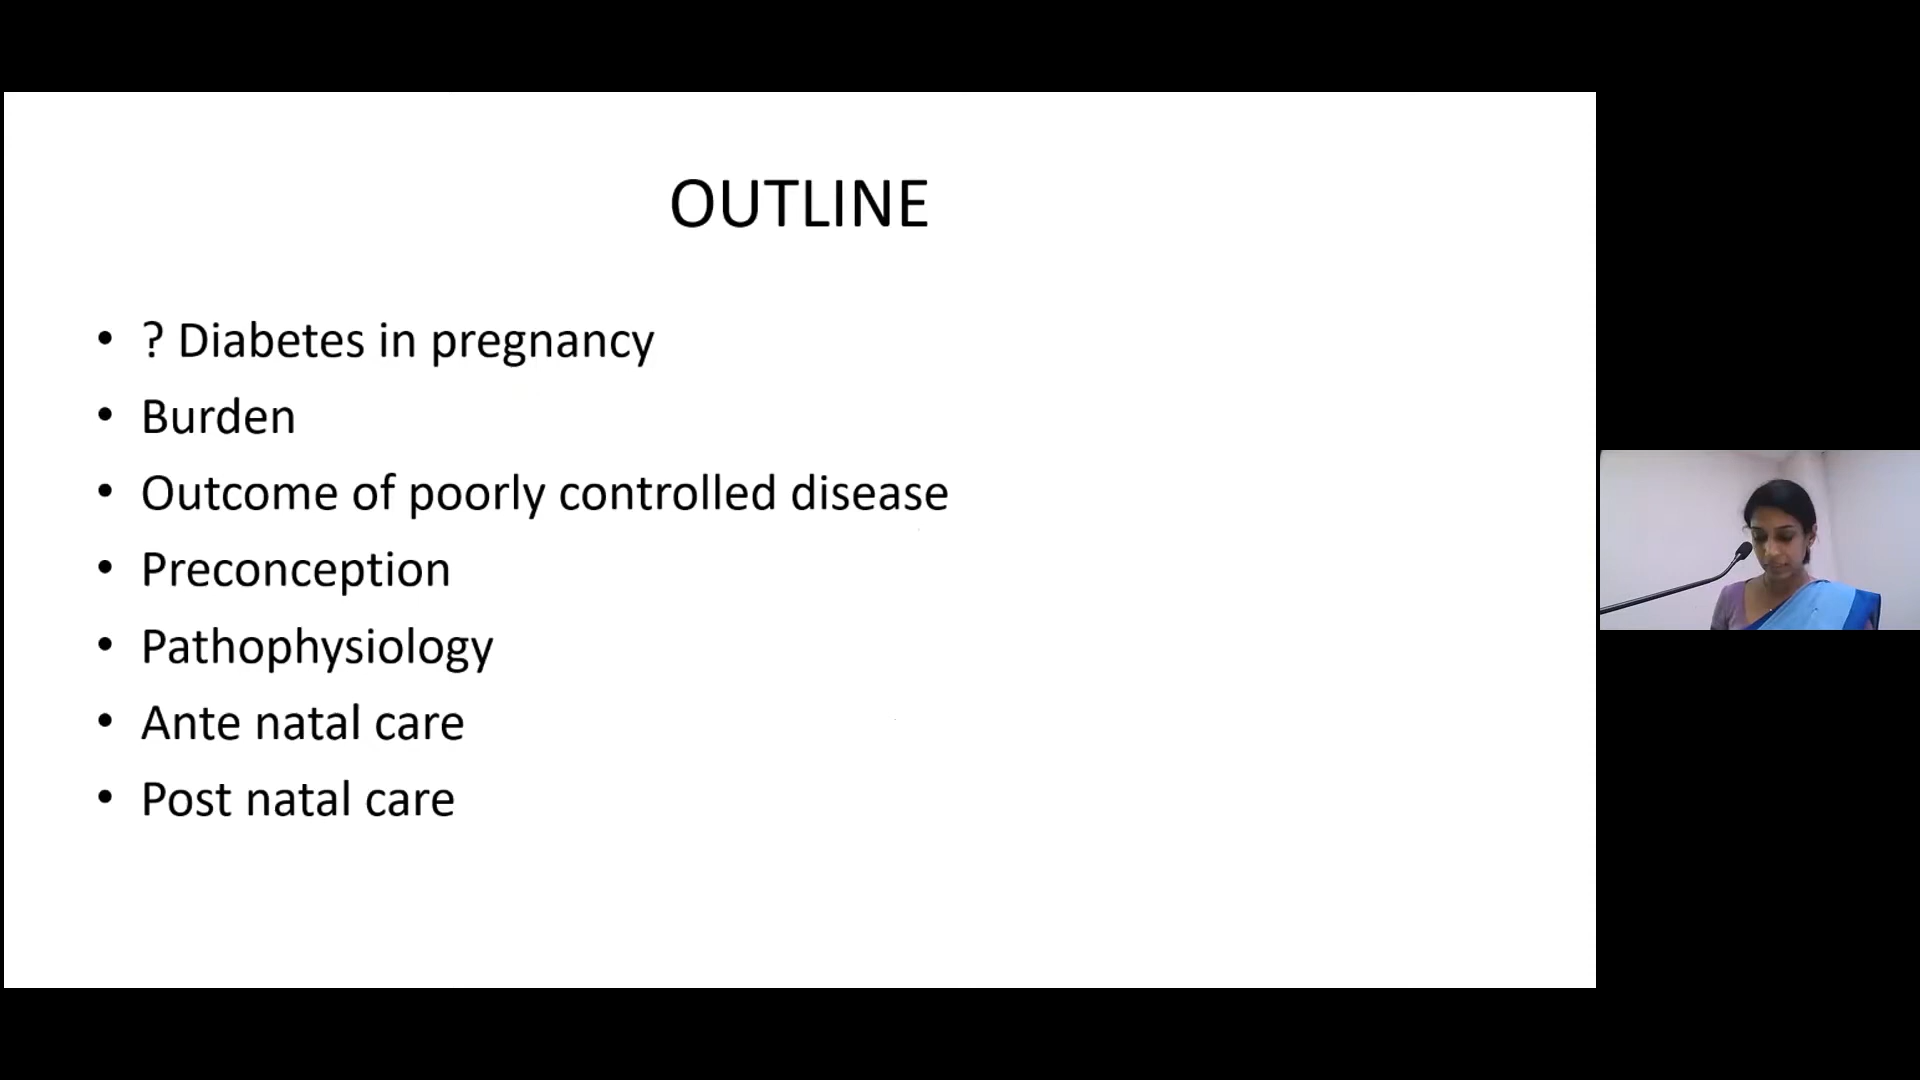 OUTLINE
• ? Diabetes in pregnancy
• Burden
• Outcome of poorly controlled disease
• Preconception
• Pathophysiology
• Ante natal care
• Post natal care